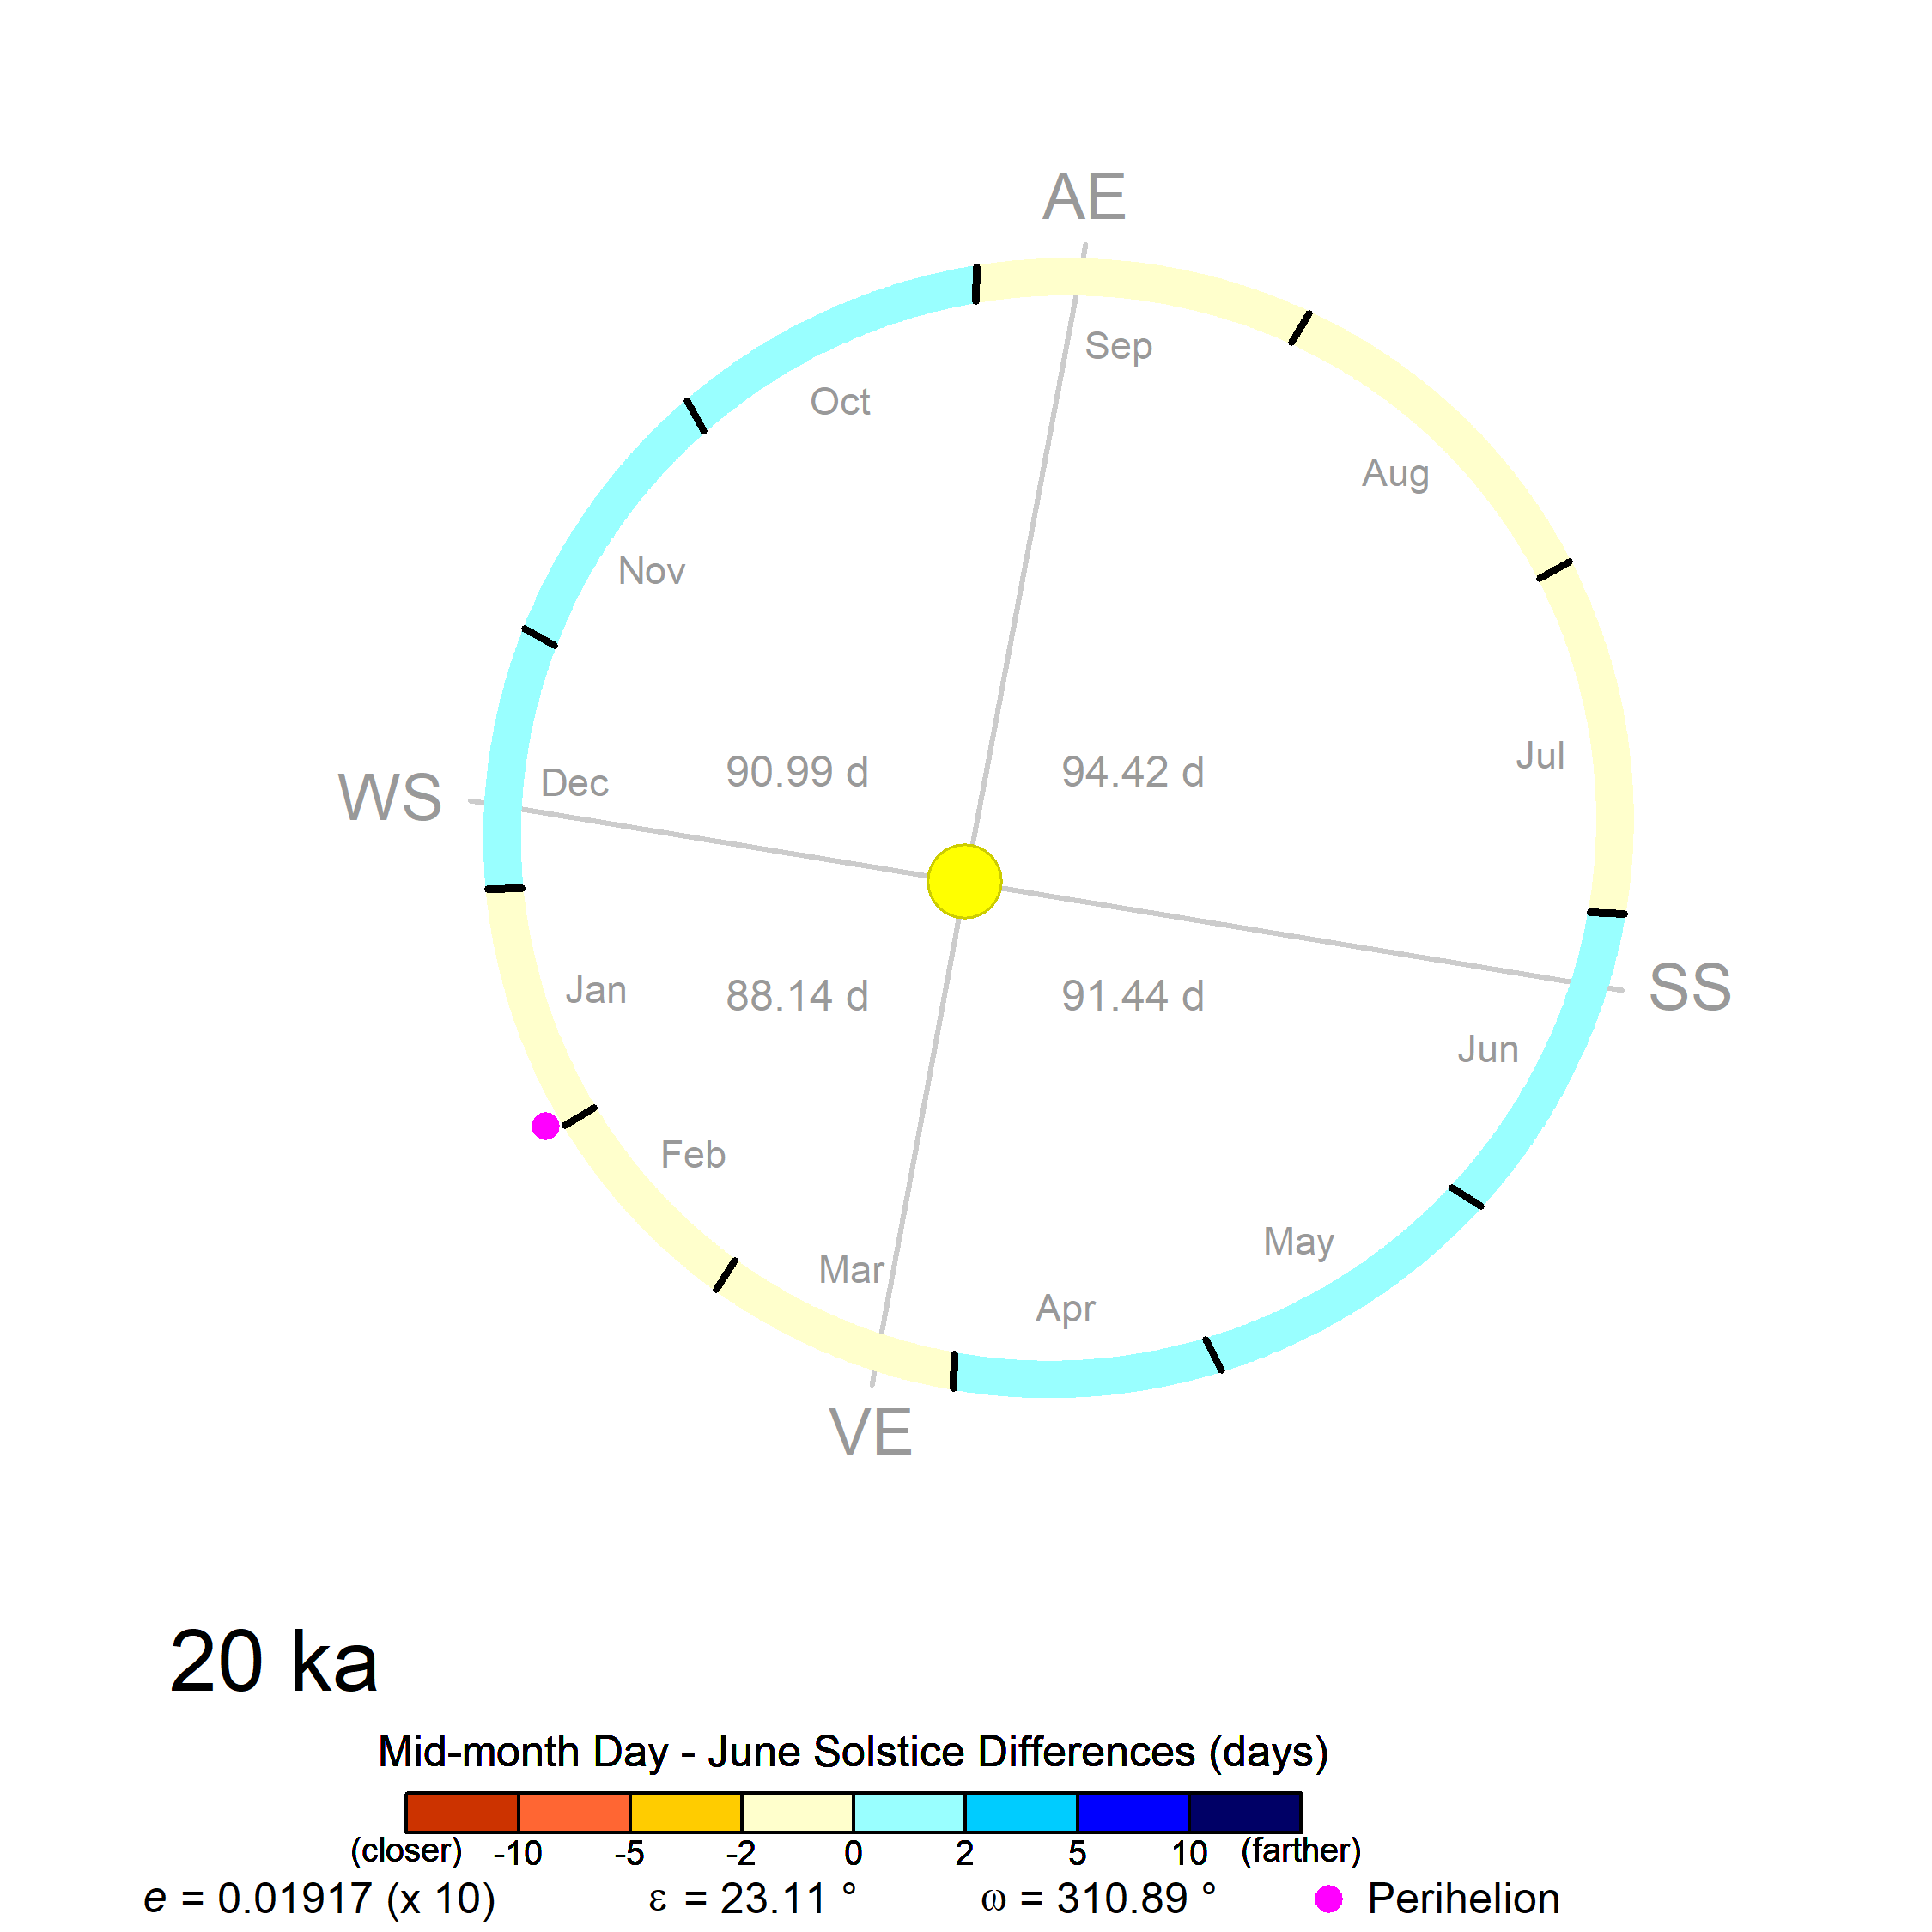 AE
Sep
Oct
Aug
Nov
Jul
90.99 d 94.42 d
WS
Dec
SS
Jan
88.14 d 91.44 d
Jun
Feb
May
Mar
Apr
VE
20 ka
Mid-month Day - June Solstice Differences (days)
(closer) -10 -5 -2 0 2 5 10 (farther)
e = 0.01917 (x 10) ε = 23.11 ° ω = 310.89 ° Perihelion